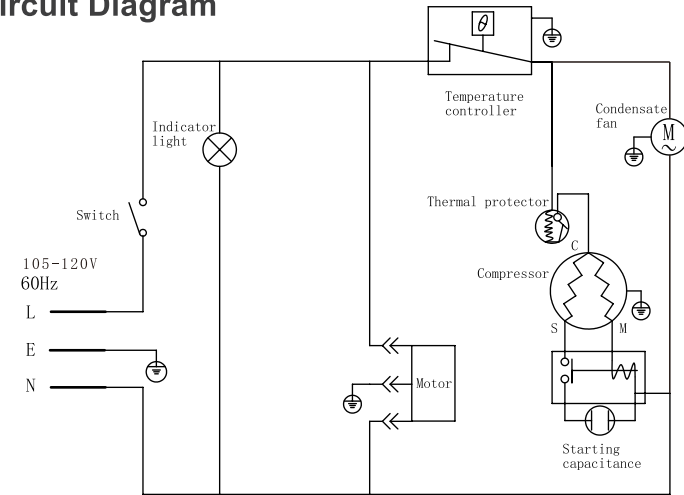 ircuit Diagram
θ
Temperature
controller
Condensate
fan
M
~
Indicator
light
Switch
Thermal protector
C
Compressor
105-120V
60Hz
L
S
M
E
N
Motor
Starting
capacitance